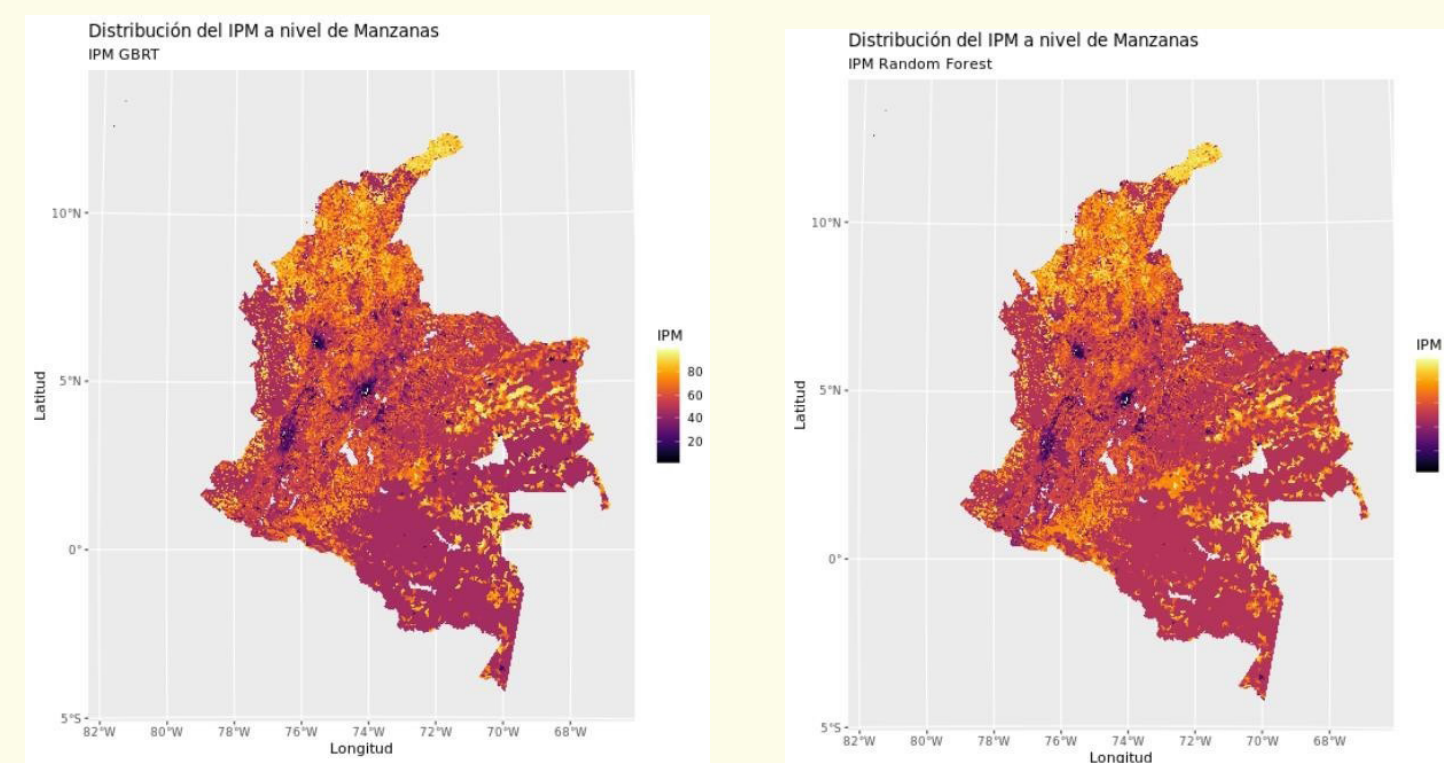 Distribución del IPM a nivel de Manzanas
IPM GBRT
10°N
5°N
0°
5°S
Latitud
82°W 80°W 78°W 76°W 74°W 72°W 70°W 68°W
Longitud
IPM
80
60
40
20
Distribución del IPM a nivel de Manzanas
IPM Random Forest
10°N
5°N
0°
5°S
Latitud
82°W 80°W 78°W 76°W 74°W 72°W 70°W 68°W
Longitud
IPM